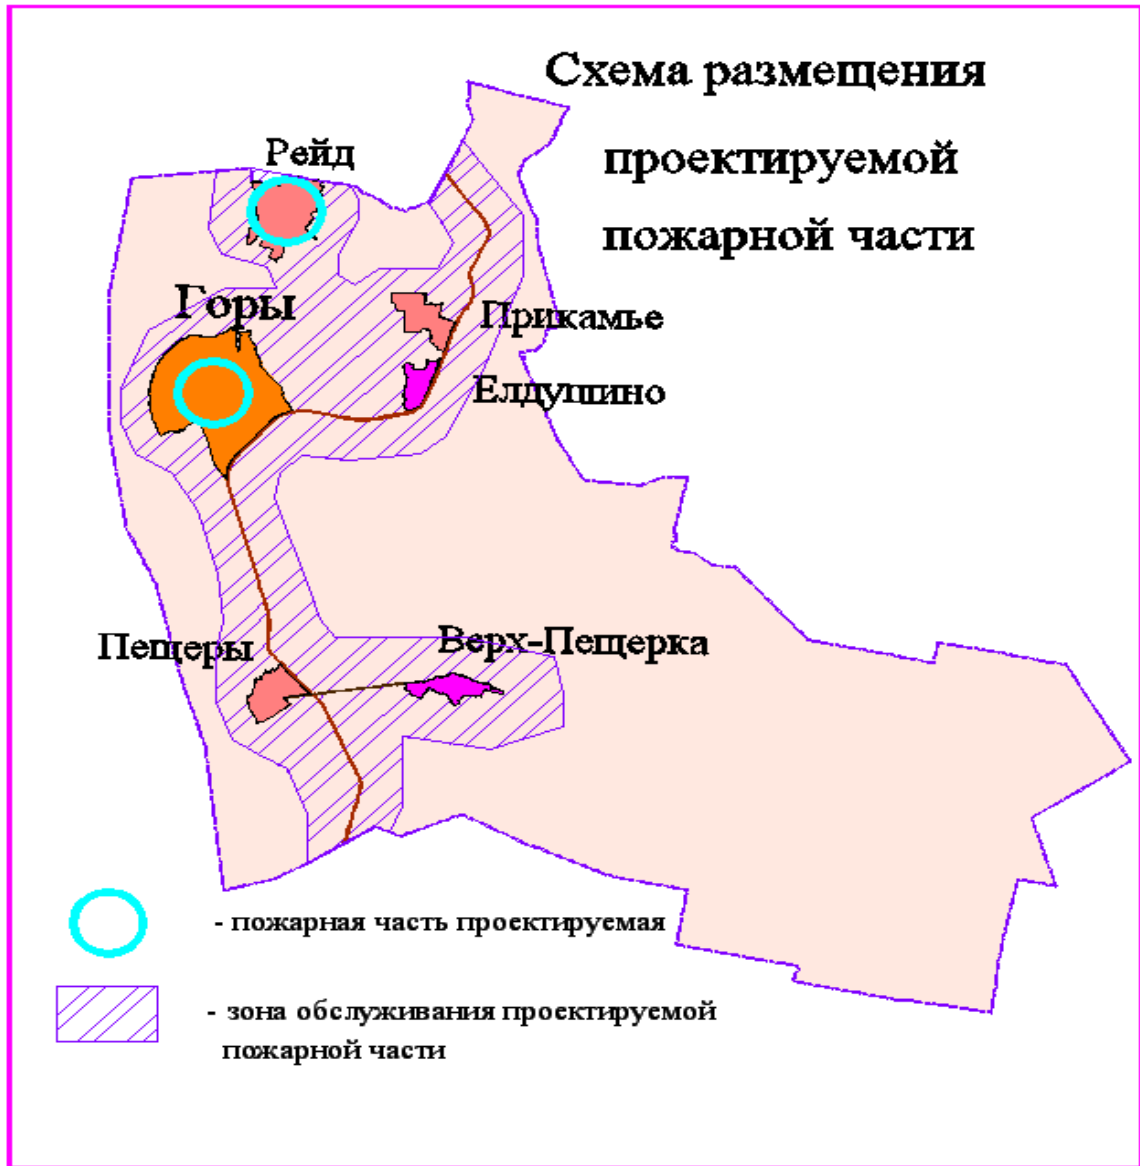 Схема размещения
проектируемой
пожарной части
Рейд
Горы
Прикамье
Елдушино
Пещеры
Верх-Пещерка
- пожарная часть проектируемая
- зона обслуживания проектируемой
пожарной части